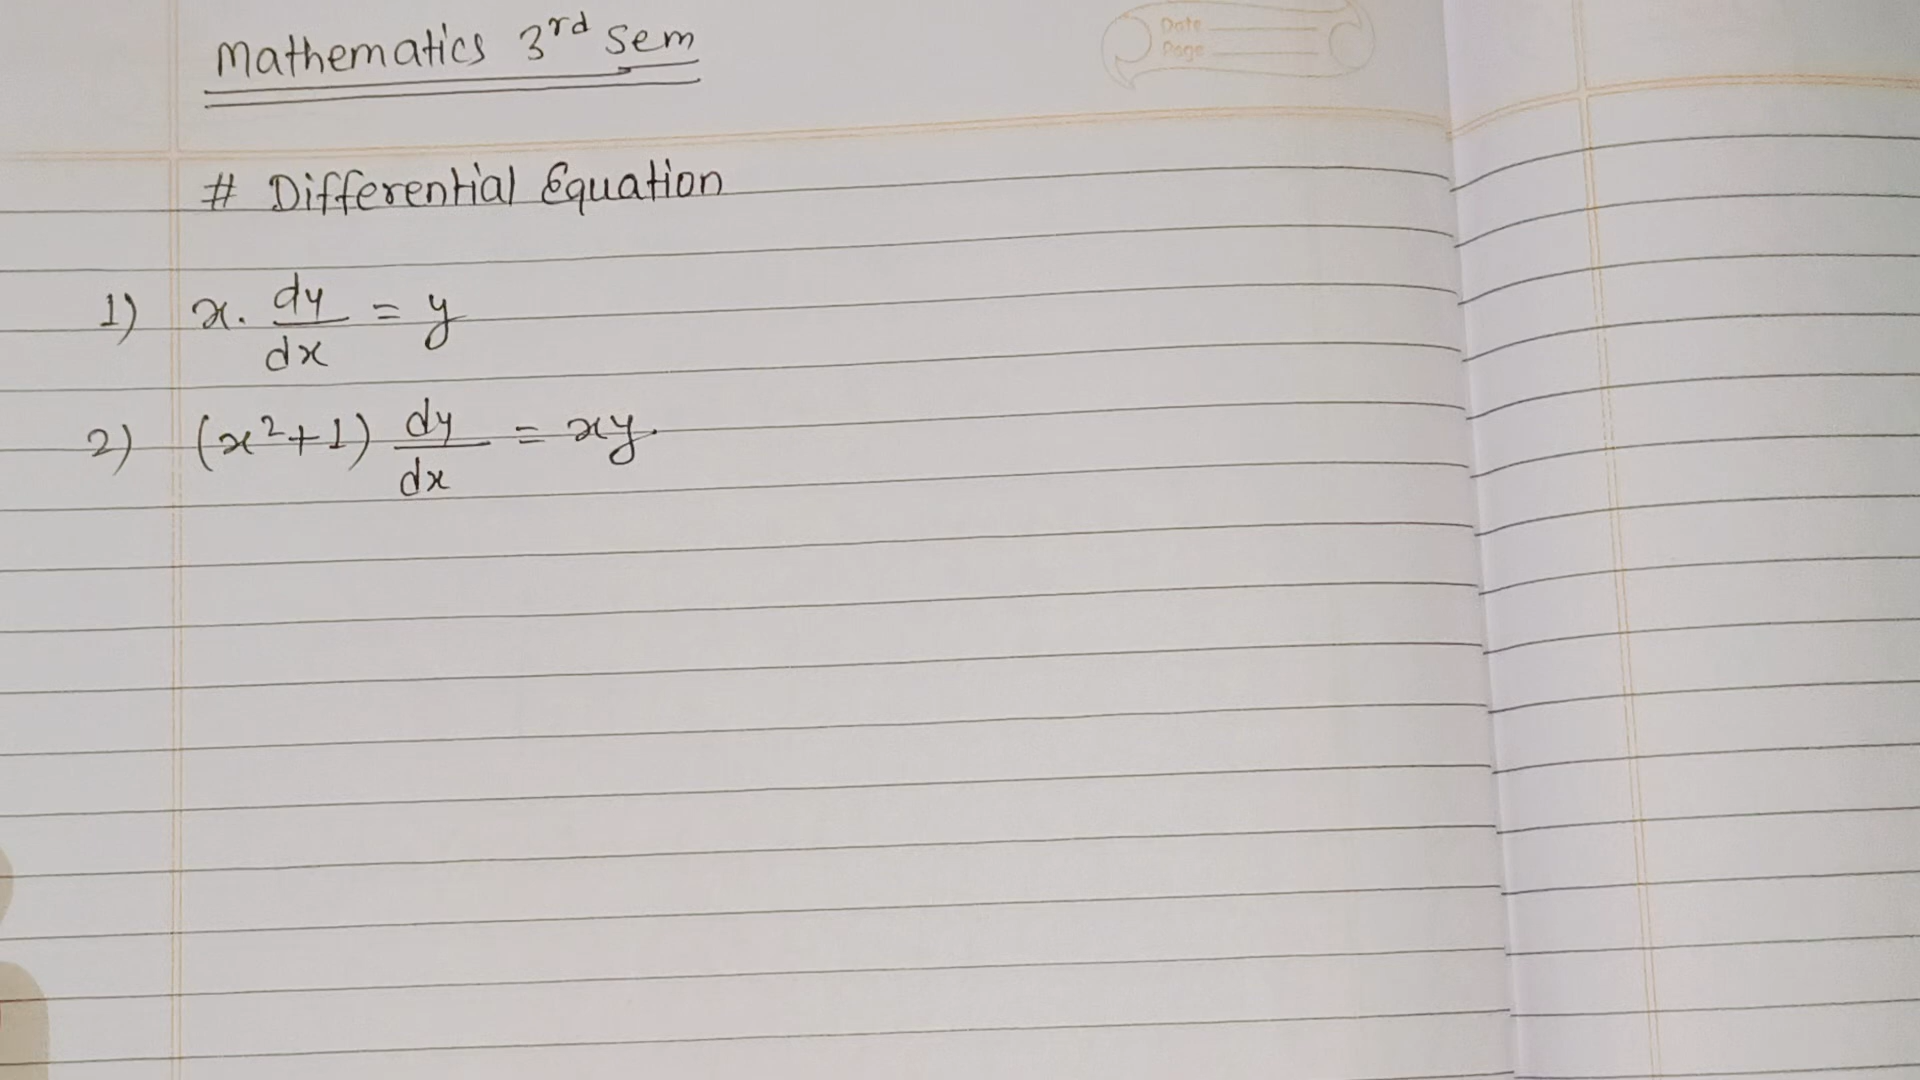 Mathematics 3rd Sem
Date
Page
# Differential Equation
1) x. dy/dx = y
2) (x²+1) dy/dx = xy.